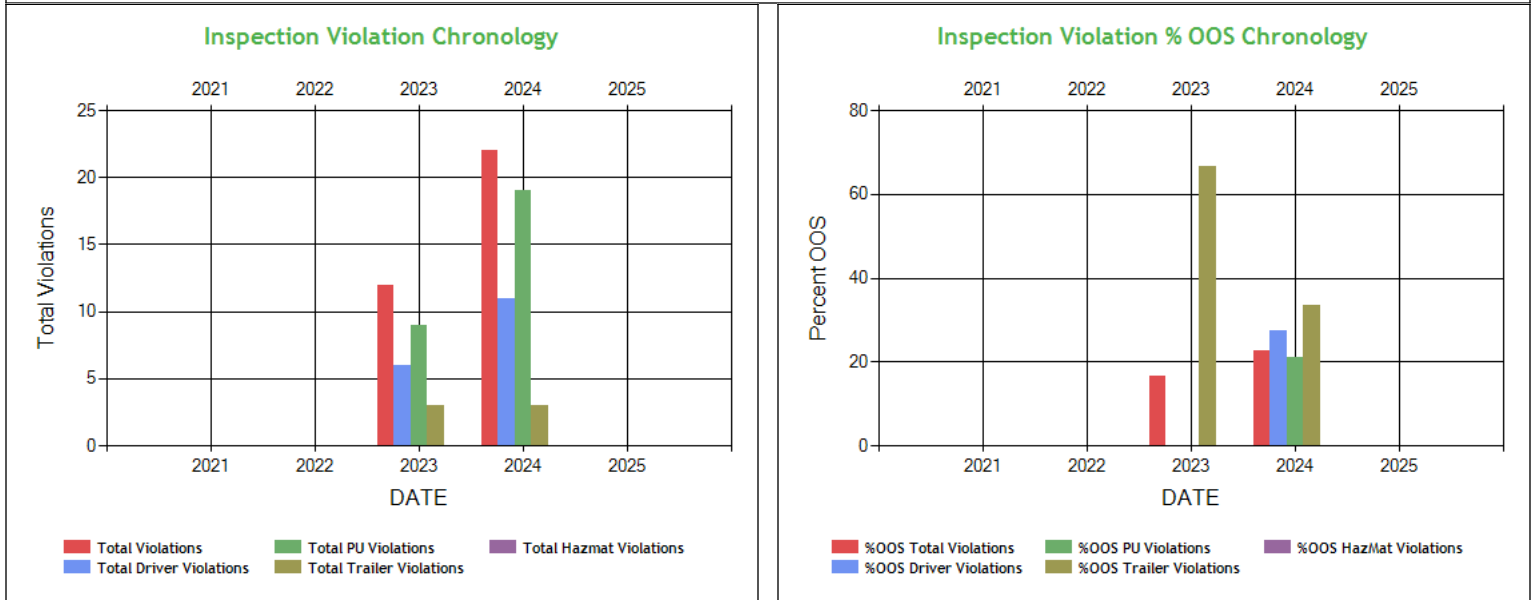 Inspection Violation Chronology
2021 2022 2023 2024 2025
25
20
15
10
5
0
Total Violations
2021 2022 2023 2024 2025
DATE
Total Violations Total PU Violations Total Hazmat Violations
Total Driver Violations Total Trailer Violations
Inspection Violation % OOS Chronology
2021 2022 2023 2024 2025
80
60
40
20
0
Percent OOS
2021 2022 2023 2024 2025
DATE
%OOS Total Violations %OOS PU Violations %OOS HazMat Violations
%OOS Driver Violations %OOS Trailer Violations